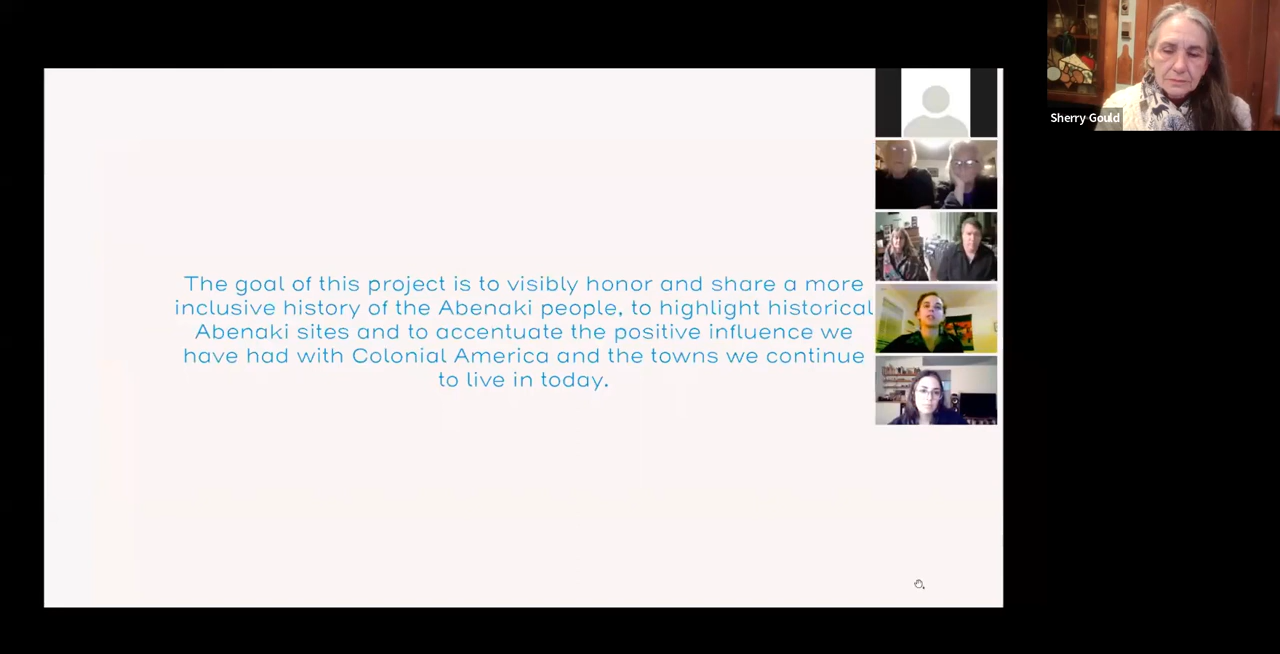 The goal of this project is to visibly honor and share a more
inclusive history of the Abenaki people, to highlight historical
Abenaki sites and to accentuate the positive influence we
have had with Colonial America and the towns we continue
to live in today.
Sherry Gould